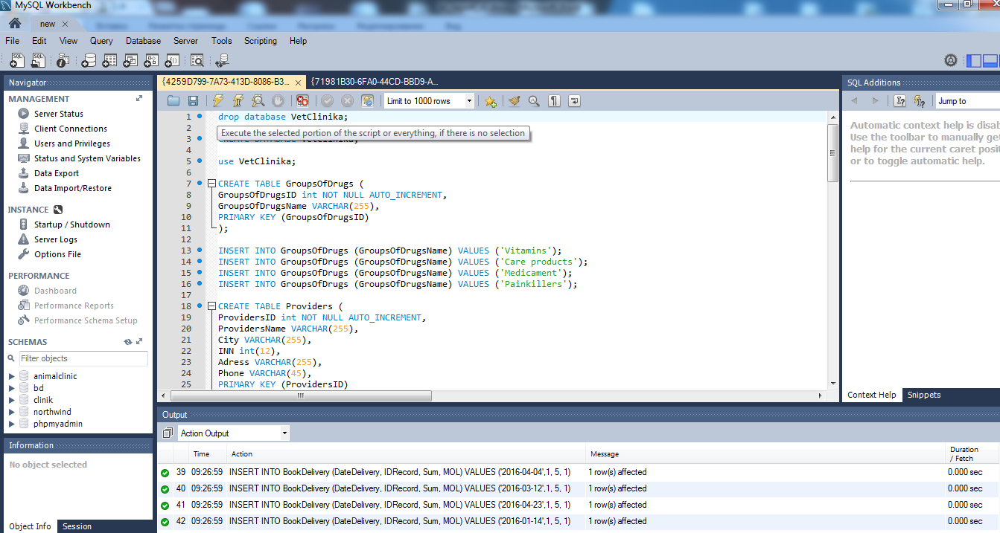 MySQL Workbench
new
File Edit View Query Database Server Tools Scripting Help
Navigator
MANAGEMENT
Server Status
Client Connections
Users and Privileges
Status and System Variables
Data Export
Data Import/Restore
INSTANCE
Startup / Shutdown
Server Logs
Options File
PERFORMANCE
Dashboard
Performance Reports
Performance Schema Setup
SCHEMAS
Filter objects
animalclinic
bd
clinik
northwind
phpmyadmin
Information
No object selected
Object Info Session
{4259D799-7A73-413D-8086-B3... {71981B30-6FA0-44CD-BBD9-A...
Limit to 1000 rows
1 drop database VetClinika;
2
Execute the selected portion of the script or everything, if there is no selection
3
4
5 use VetClinika;
6
7 CREATE TABLE GroupsOfDrugs (
8 GroupsOfDrugsID int NOT NULL AUTO_INCREMENT,
9 GroupsOfDrugsName VARCHAR(255),
10 PRIMARY KEY (GroupsOfDrugsID)
11 );
12
13 INSERT INTO GroupsOfDrugs (GroupsOfDrugsName) VALUES ('Vitamins');
14 INSERT INTO GroupsOfDrugs (GroupsOfDrugsName) VALUES ('Care products');
15 INSERT INTO GroupsOfDrugs (GroupsOfDrugsName) VALUES ('Medicament');
16 INSERT INTO GroupsOfDrugs (GroupsOfDrugsName) VALUES ('Painkillers');
17
18 CREATE TABLE Providers (
19 ProvidersID int NOT NULL AUTO_INCREMENT,
20 ProvidersName VARCHAR(255),
21 City VARCHAR(255),
22 INN int(12),
23 Adress VARCHAR(255),
24 Phone VARCHAR(45),
25 PRIMARY KEY (ProvidersID)
SQL Additions
Jump to
Automatic context help is
Use the toolbar to manually
help for the current caret
or to toggle automatic help.
Context Help Snippets
Output
Action Output
Time Action Message Duration / Fetch
39 09:26:59 INSERT INTO BookDelivery (DateDelivery, IDRecord, Sum, MOL) VALUES ('2016-04-04',1, 5, 1) 1 row(s) affected 0.000 sec
40 09:26:59 INSERT INTO BookDelivery (DateDelivery, IDRecord, Sum, MOL) VALUES ('2016-03-12',1, 5, 1) 1 row(s) affected 0.000 sec
41 09:26:59 INSERT INTO BookDelivery (DateDelivery, IDRecord, Sum, MOL) VALUES ('2016-04-23',1, 5, 1) 1 row(s) affected 0.000 sec
42 09:26:59 INSERT INTO BookDelivery (DateDelivery, IDRecord, Sum, MOL) VALUES ('2016-01-14',1, 5, 1) 1 row(s) affected 0.000 sec